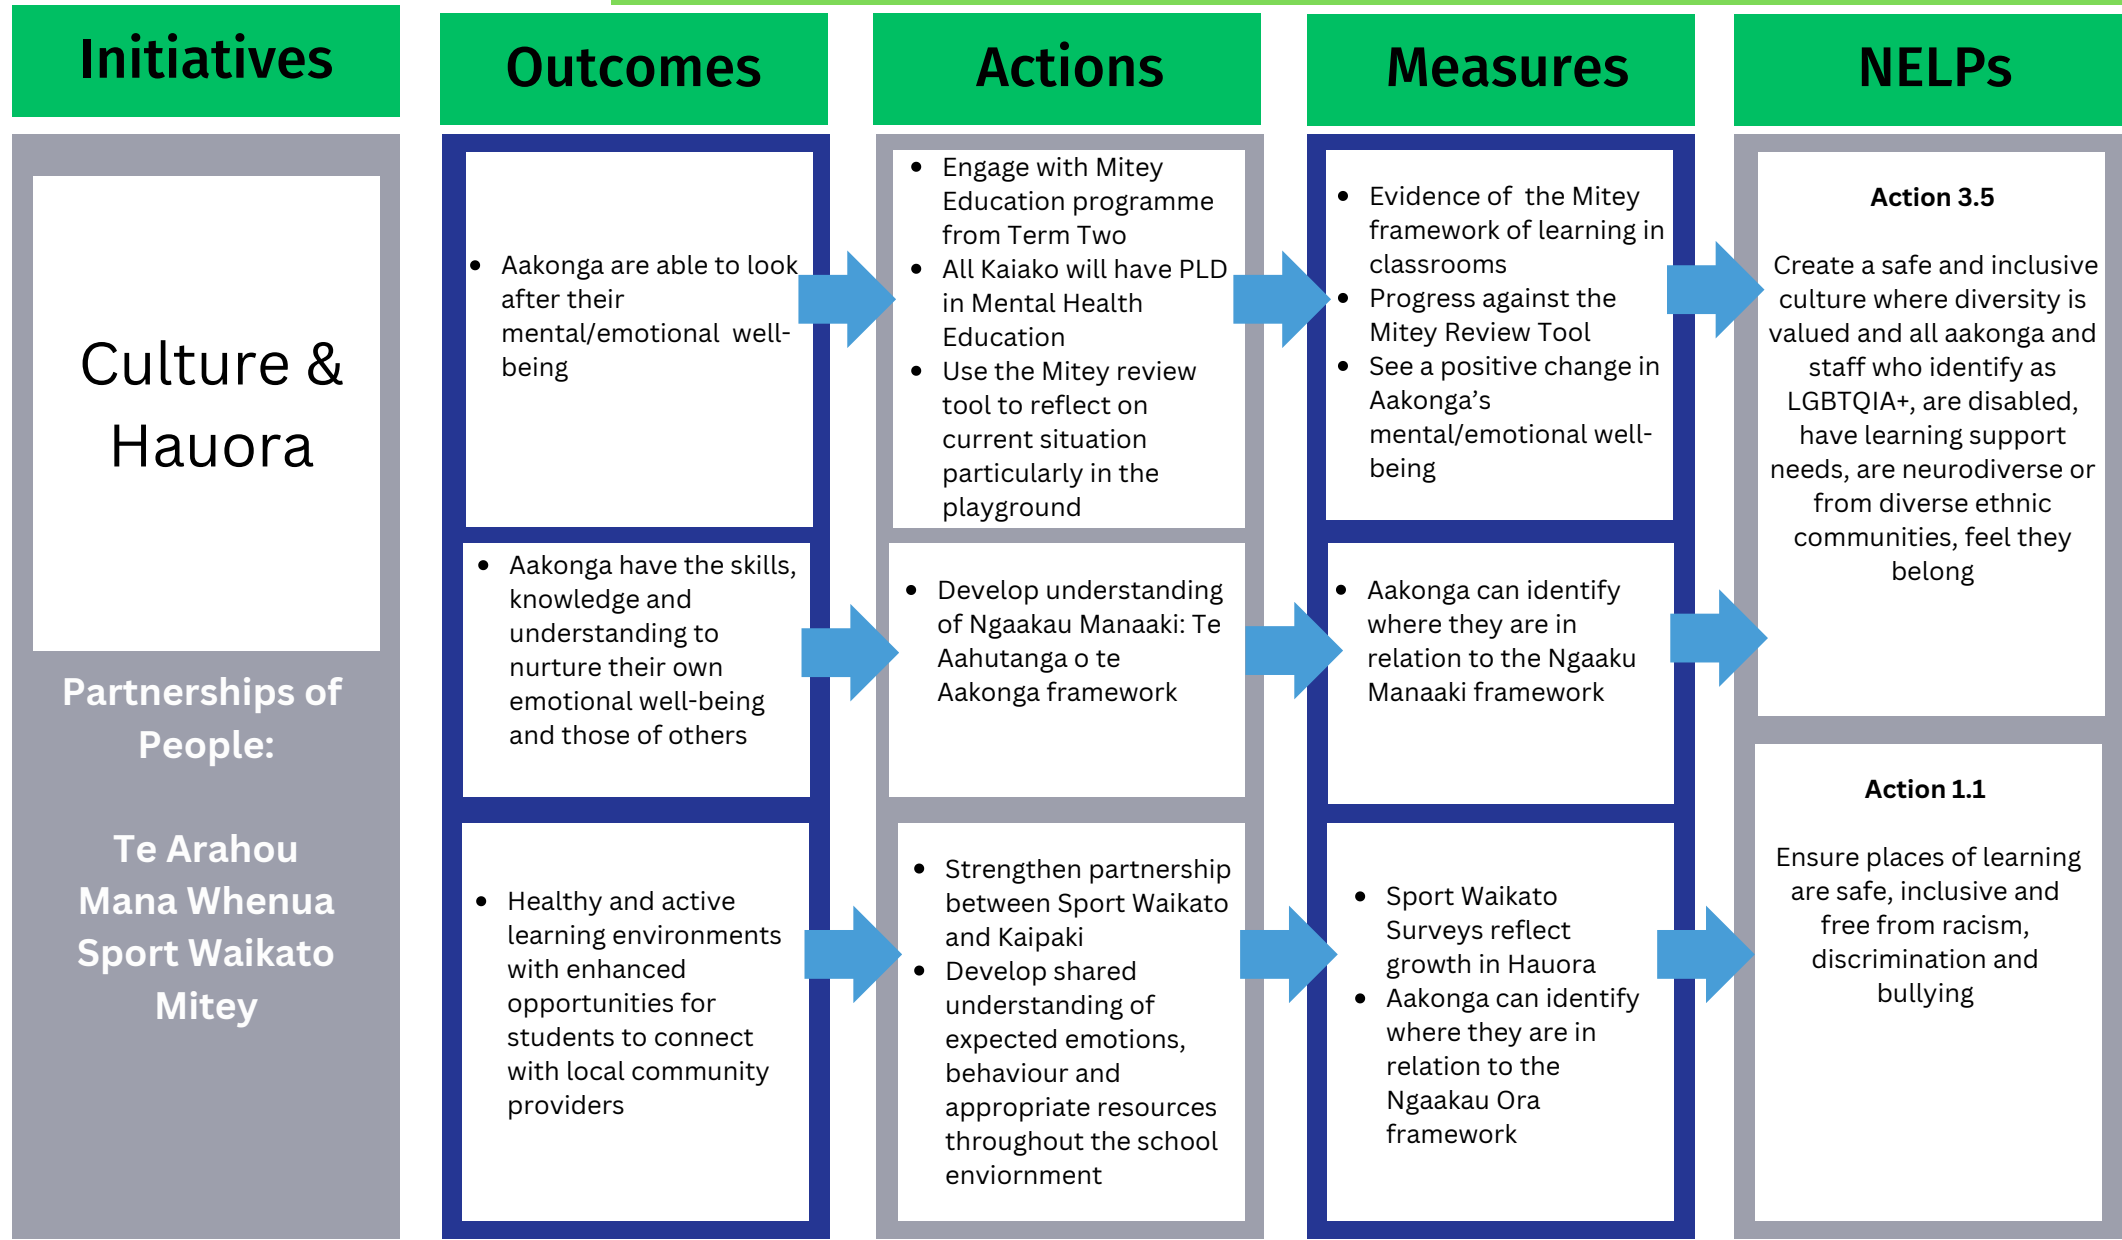 Initiatives
Outcomes
Actions
Measures
NELPs
Culture &
Hauora
Partnerships of
People:
Te Arahou
Mana Whenua
Sport Waikato
Mitey
• Aakonga are able to look
after their
mental/emotional well-
being
• Engage with Mitey
Education programme
from Term Two
• All Kaiako will have PLD
in Mental Health
Education
• Use the Mitey review
tool to reflect on
current situation
particularly in the
playground
• Evidence of the Mitey
framework of learning in
classrooms
• Progress against the
Mitey Review Tool
• See a positive change in
Aakonga’s
mental/emotional well-
being
Action 3.5
Create a safe and inclusive
culture where diversity is
valued and all aakonga and
staff who identify as
LGBTQIA+, are disabled,
have learning support
needs, are neurodiverse or
from diverse ethnic
communities, feel they
belong
• Aakonga have the skills,
knowledge and
understanding to
nurture their own
emotional well-being
and those of others
• Develop understanding
of Ngaakau Manaaki: Te
Aahutanga o te
Aakonga framework
• Aakonga can identify
where they are in
relation to the Ngaaku
Manaaki framework
• Healthy and active
learning environments
with enhanced
opportunities for
students to connect
with local community
providers
• Strengthen partnership
between Sport Waikato
and Kaipaki
• Develop shared
understanding of
expected emotions,
behaviour and
appropriate resources
throughout the school
enviornment
• Sport Waikato
Surveys reflect
growth in Hauora
• Aakonga can identify
where they are in
relation to the
Ngaakau Ora
framework
Action 1.1
Ensure places of learning
are safe, inclusive and
free from racism,
discrimination and
bullying